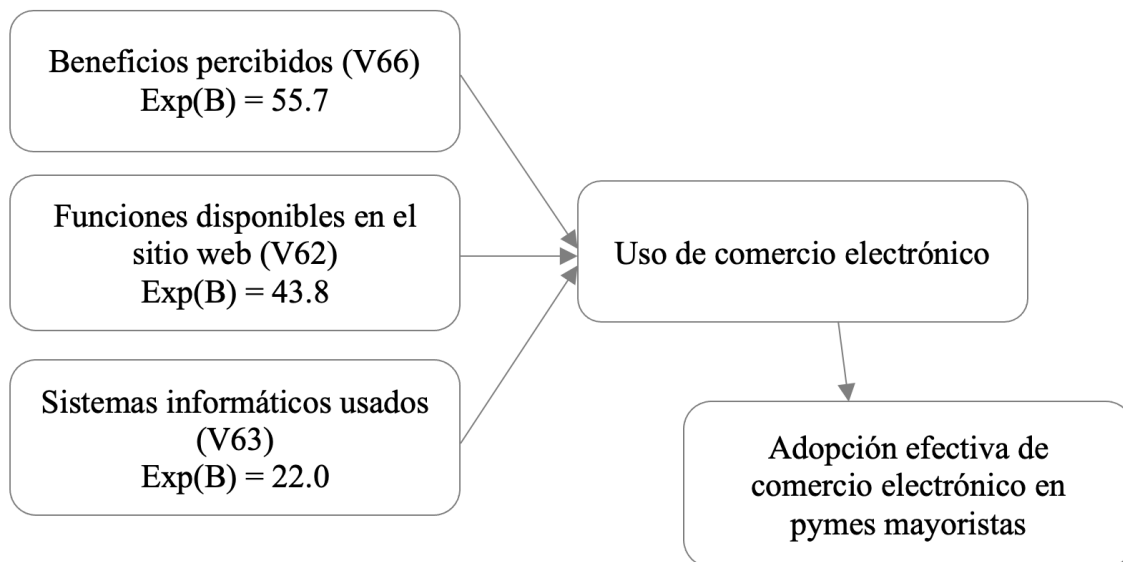 Beneficios percibidos (V66)
Exp(B) = 55.7
Funciones disponibles en el
sitio web (V62)
Exp(B) = 43.8
Sistemas informáticos usados
(V63)
Exp(B) = 22.0
Uso de comercio electrónico
Adopción efectiva de
comercio electrónico en
pymes mayoristas